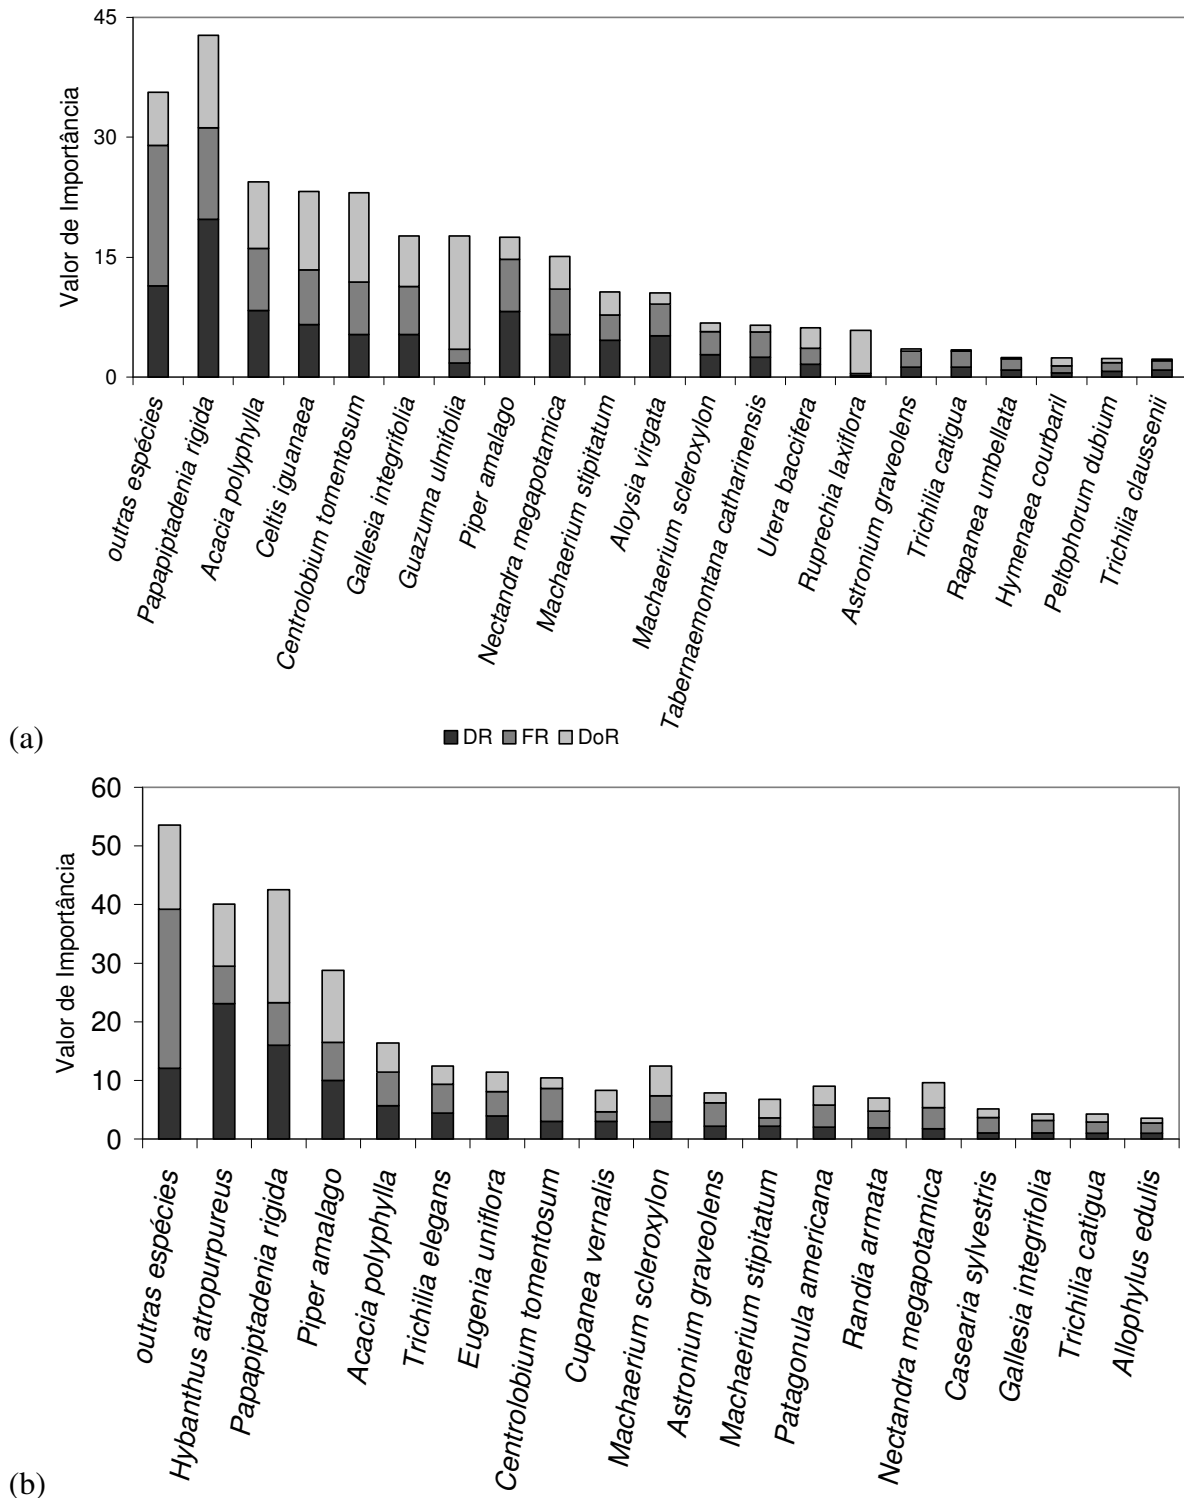 45
30
15
0
Valor de Importância
outras espécies
Papapiptadenia rigida
Acacia polyphylla
Celtis iguanaea
Centrolobium tomentosum
Gallesia integrifolia
Guazuma ulmifolia
Piper amalago
Nectandra megapotamica
Machaerium stipitatum
Aloysia virgata
Machaerium scleroxylon
Tabernaemontana catharinensis
Urera baccifera
Ruprechia laxiflora
Astronium graveolens
Trichilia catigua
Rapanea umbellata
Hymenaea courbaril
Peltophorum dubium
Trichilia claussenii
(a)
DR FR DoR
60
50
40
30
20
10
0
Valor de Importância
outras espécies
Hybanthus atropurpureus
Papapiptadenia rigida
Piper amalago
Acacia polyphylla
Trichilia elegans
Eugenia uniflora
Centrolobium tomentosum
Cupanea vernalis
Machaerium scleroxylon
Astronium graveolens
Machaerium stipitatum
Patagonula americana
Randia armata
Nectandra megapotamica
Casearia sylvestris
Gallesia integrifolia
Trichilia catigua
Allophylus edulis
(b)